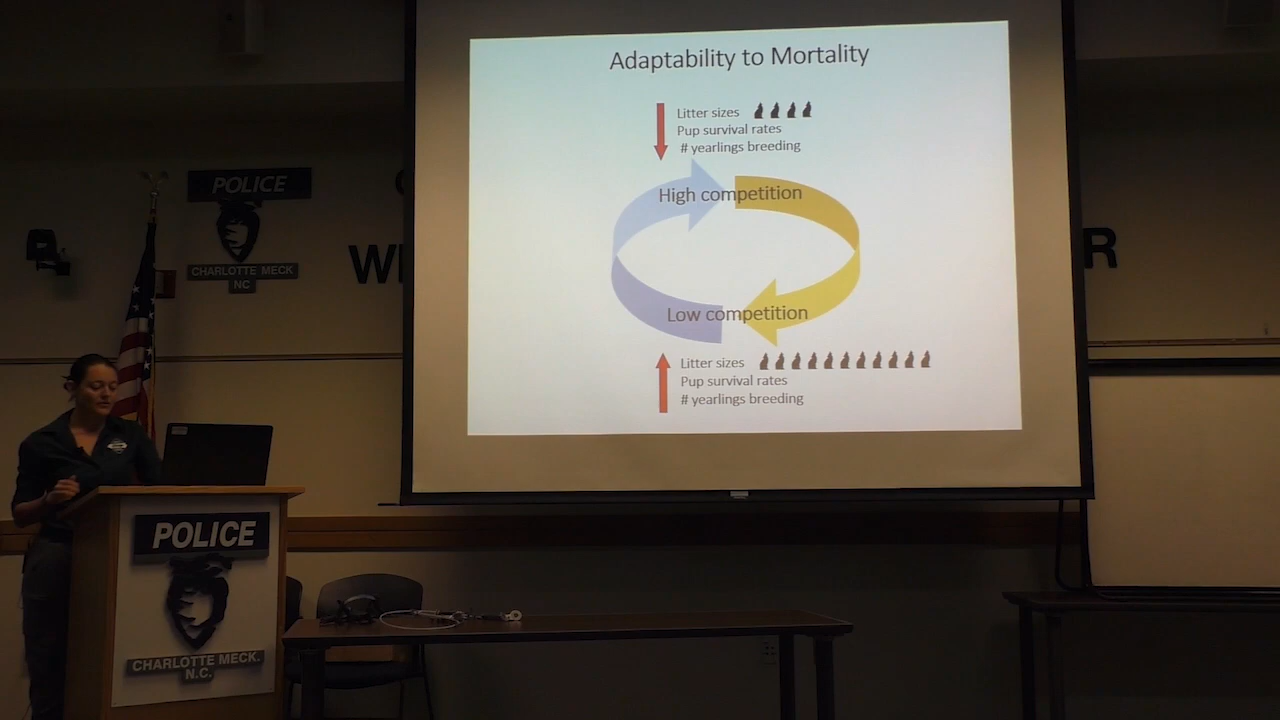 Adaptability to Mortality
Litter sizes
Pup survival rates
# yearlings breeding
High competition
Low competition
Litter sizes
Pup survival rates
# yearlings breeding
POLICE
CHARLOTTE MECK
NC
R
POLICE
CHARLOTTE MECK.
N.C.